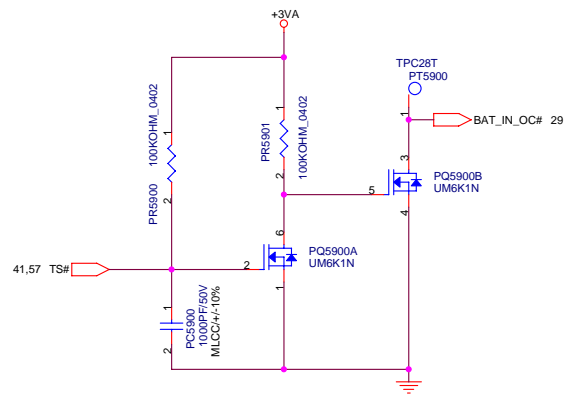 +3VA
TPC28T
PT5900
1
BAT_IN_OC# 29
1
PR5900
2
100KOHM_0402
1
PR5901
2
100KOHM_0402
3
5
PQ5900B
UM6K1N
4
6
41,57 TS#
2
PQ5900A
UM6K1N
1
1
PC5900
2
1000PF/50V
MLCC/+/-10%